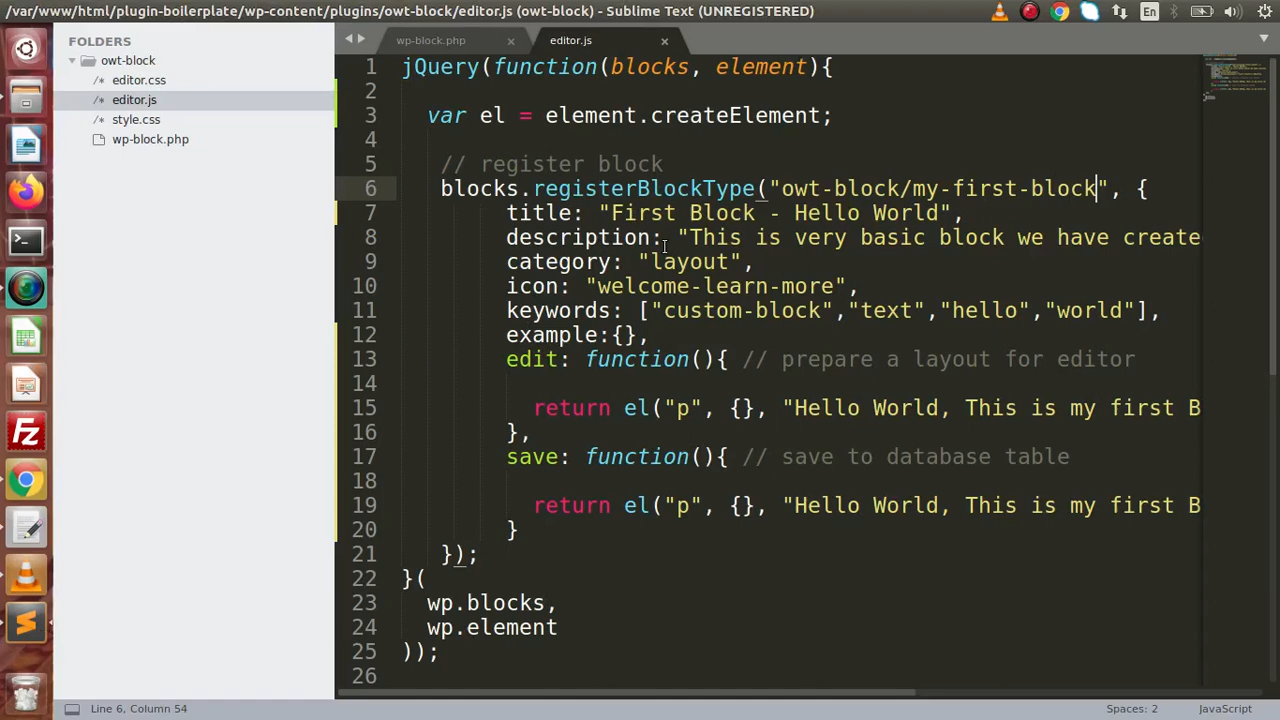 /var/www/html/plugin-boilerplate/wp-content/plugins/owt-block/editor.js (owt-block) - Sublime Text (UNREGISTERED)
En
FOLDERS
owt-block
/* editor.css
/* editor.js
/* style.css
wp-block.php
wp-block.php ×
editor.js ×
1 jQuery(function(blocks, element){
2
3 var el = element.createElement;
4
5 // register block
6 blocks.registerBlockType("owt-block/my-first-block", {
7 title: "First Block - Hello World",
8 description: "This is very basic block we have create
9 category: "layout",
10 icon: "welcome-learn-more",
11 keywords: ["custom-block","text","hello","world"],
12 example:{},
13 edit: function(){ // prepare a layout for editor
14
15 return el("p", {}, "Hello World, This is my first B
16 },
17 save: function(){ // save to database table
18
19 return el("p", {}, "Hello World, This is my first B
20 }
21 });
22 }(
23 wp.blocks,
24 wp.element
25 ));
26
Line 6, Column 54
Spaces: 2
JavaScript